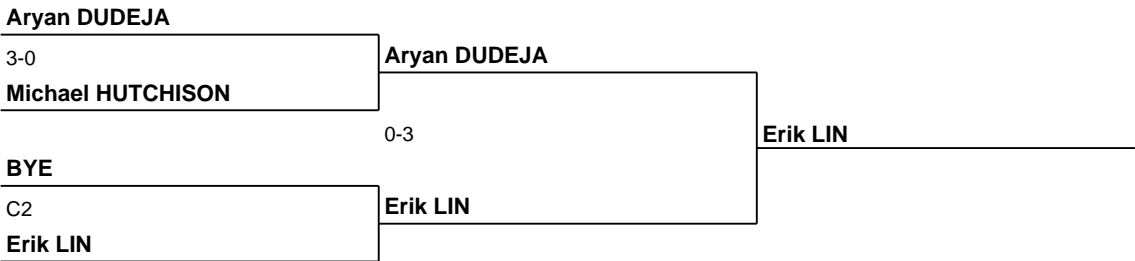 Aryan DUDEJA
3-0
Aryan DUDEJA
Michael HUTCHISON
0-3
Erik LIN
BYE
C2
Erik LIN
Erik LIN